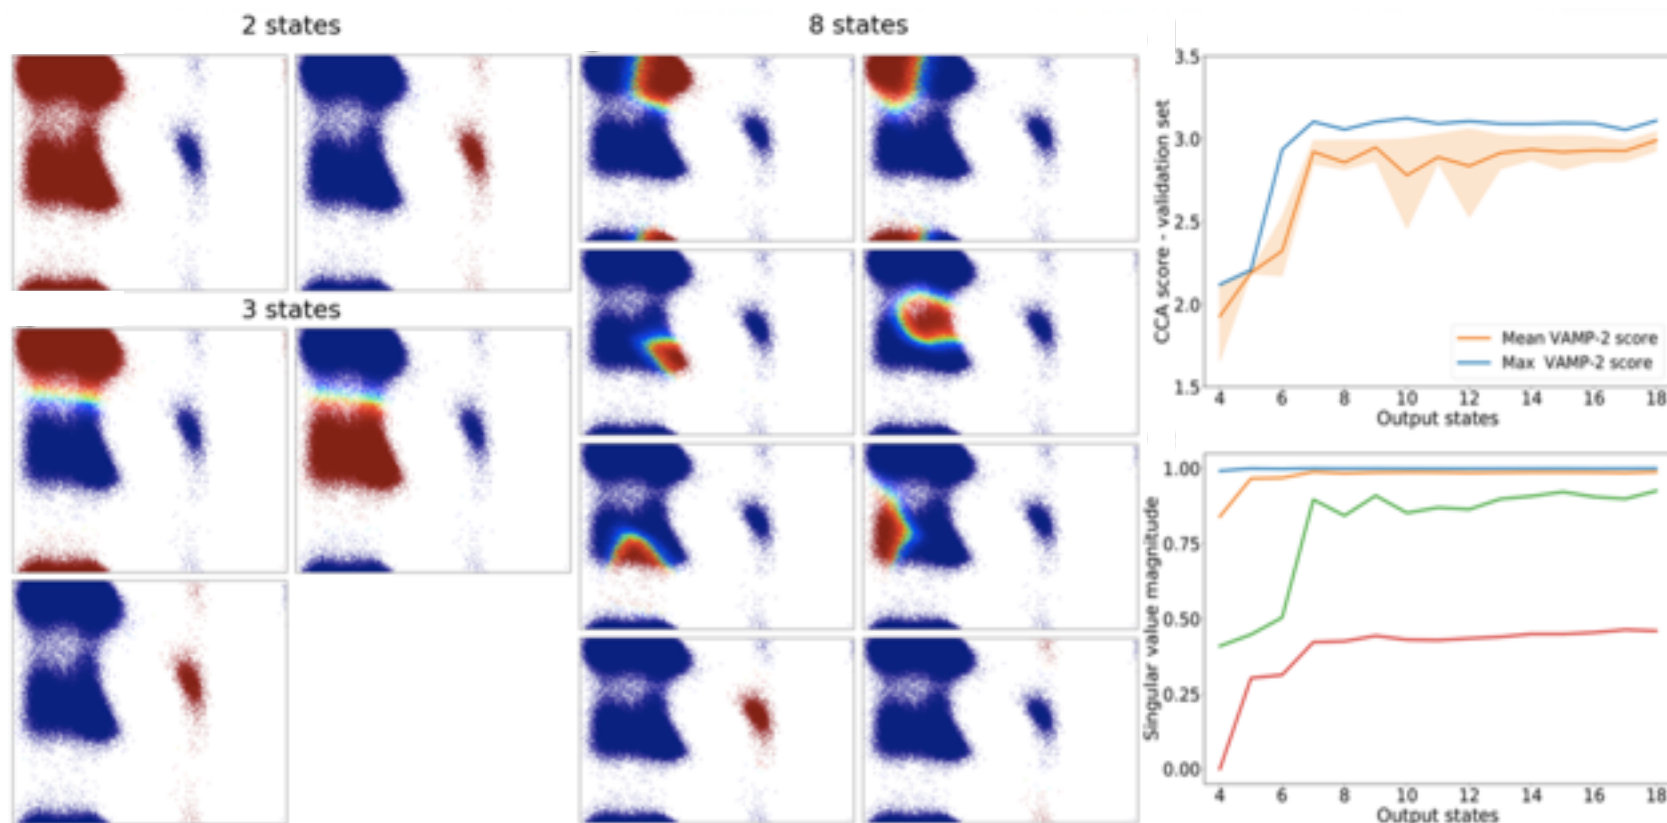 2 states
3 states
8 states
CCA score - validation set
3.5
3.0
2.5
2.0
1.5
Mean VAMP-2 score
Max VAMP-2 score
4 6 8 10 12 14 16 18
Output states
Singular value magnitude
1.00
0.75
0.50
0.25
0.00
4 6 8 10 12 14 16 18
Output states